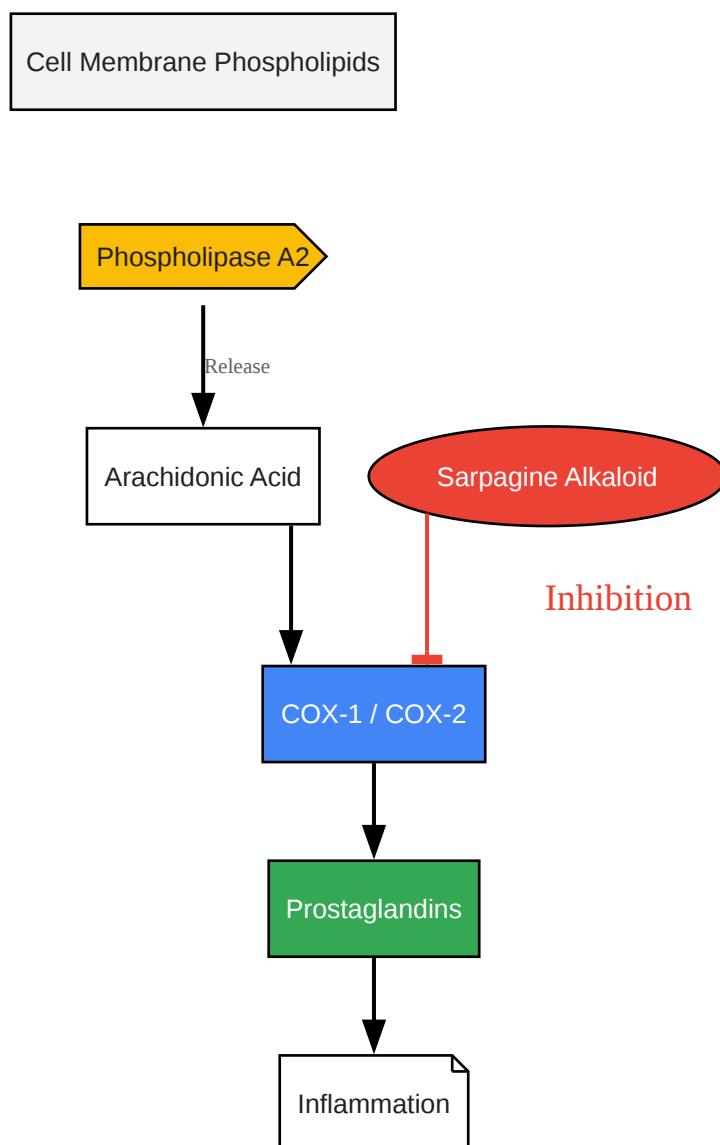 Cell Membrane Phospholipids
Phospholipase A2
Release
Arachidonic Acid
Sarpagine Alkaloid
Inhibition
COX-1 / COX-2
Prostaglandins
Inflammation